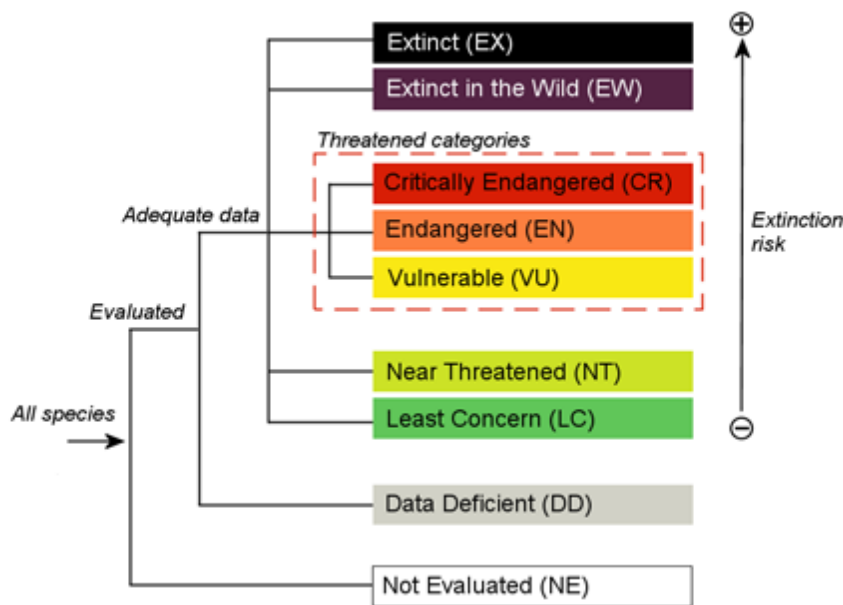 Extinct (EX)
Extinct in the Wild (EW)
Threatened categories
Critically Endangered (CR)
Adequate data
Endangered (EN)
Extinction
risk
Vulnerable (VU)
Evaluated
Near Threatened (NT)
All species
Least Concern (LC)
Data Deficient (DD)
Not Evaluated (NE)